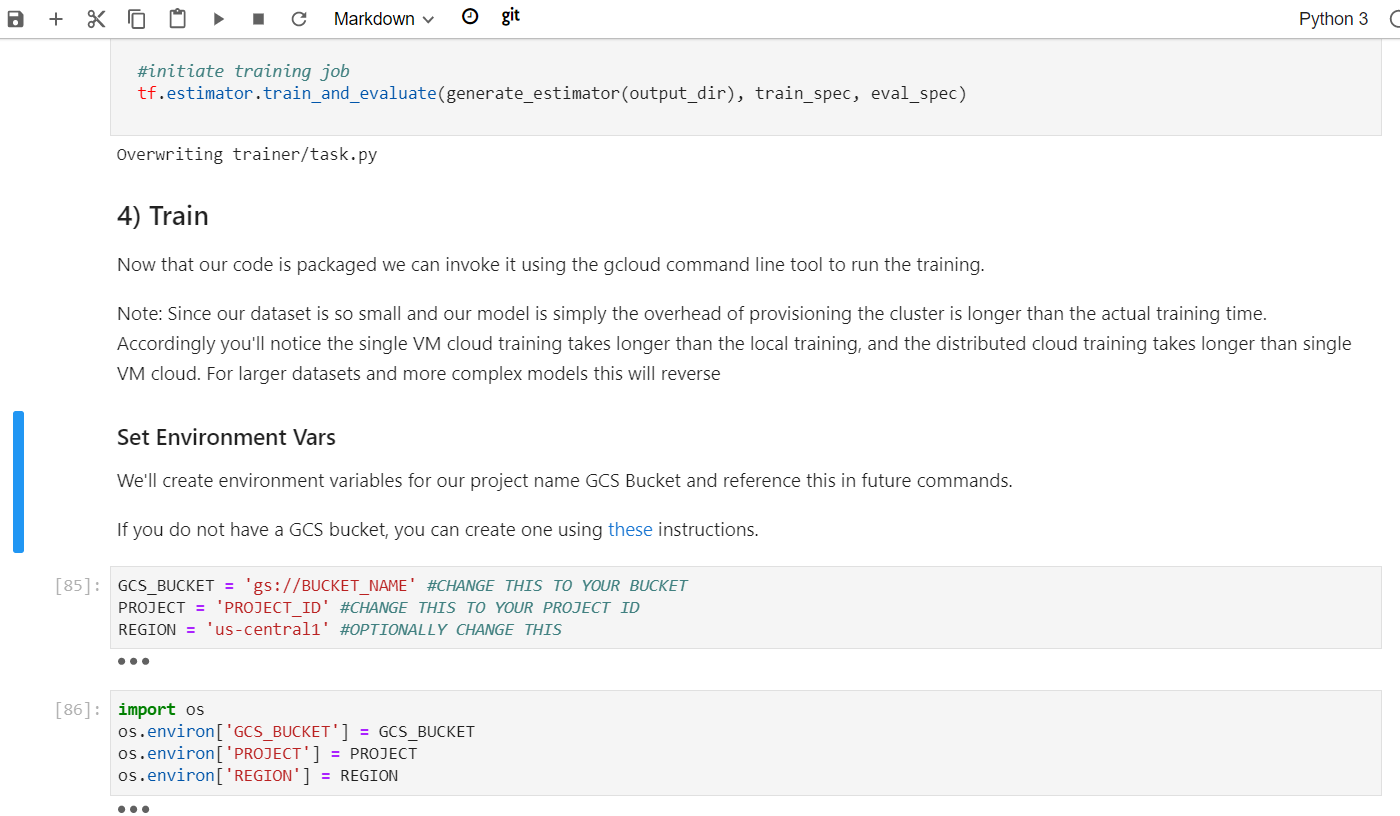 Markdown git Python 3
#initiate training job
tf.estimator.train_and_evaluate(generate_estimator(output_dir), train_spec, eval_spec)
Overwriting trainer/task.py
4) Train
Now that our code is packaged we can invoke it using the gcloud command line tool to run the training.
Note: Since our dataset is so small and our model is simply the overhead of provisioning the cluster is longer than the actual training time.
Accordingly you'll notice the single VM cloud training takes longer than the local training, and the distributed cloud training takes longer than single
VM cloud. For larger datasets and more complex models this will reverse
Set Environment Vars
We'll create environment variables for our project name GCS Bucket and reference this in future commands.
If you do not have a GCS bucket, you can create one using these instructions.
[85]: GCS_BUCKET = 'gs://BUCKET_NAME' #CHANGE THIS TO YOUR BUCKET
PROJECT = 'PROJECT_ID' #CHANGE THIS TO YOUR PROJECT ID
REGION = 'us-central1' #OPTIONALLY CHANGE THIS
[86]: import os
os.environ['GCS_BUCKET'] = GCS_BUCKET
os.environ['PROJECT'] = PROJECT
os.environ['REGION'] = REGION